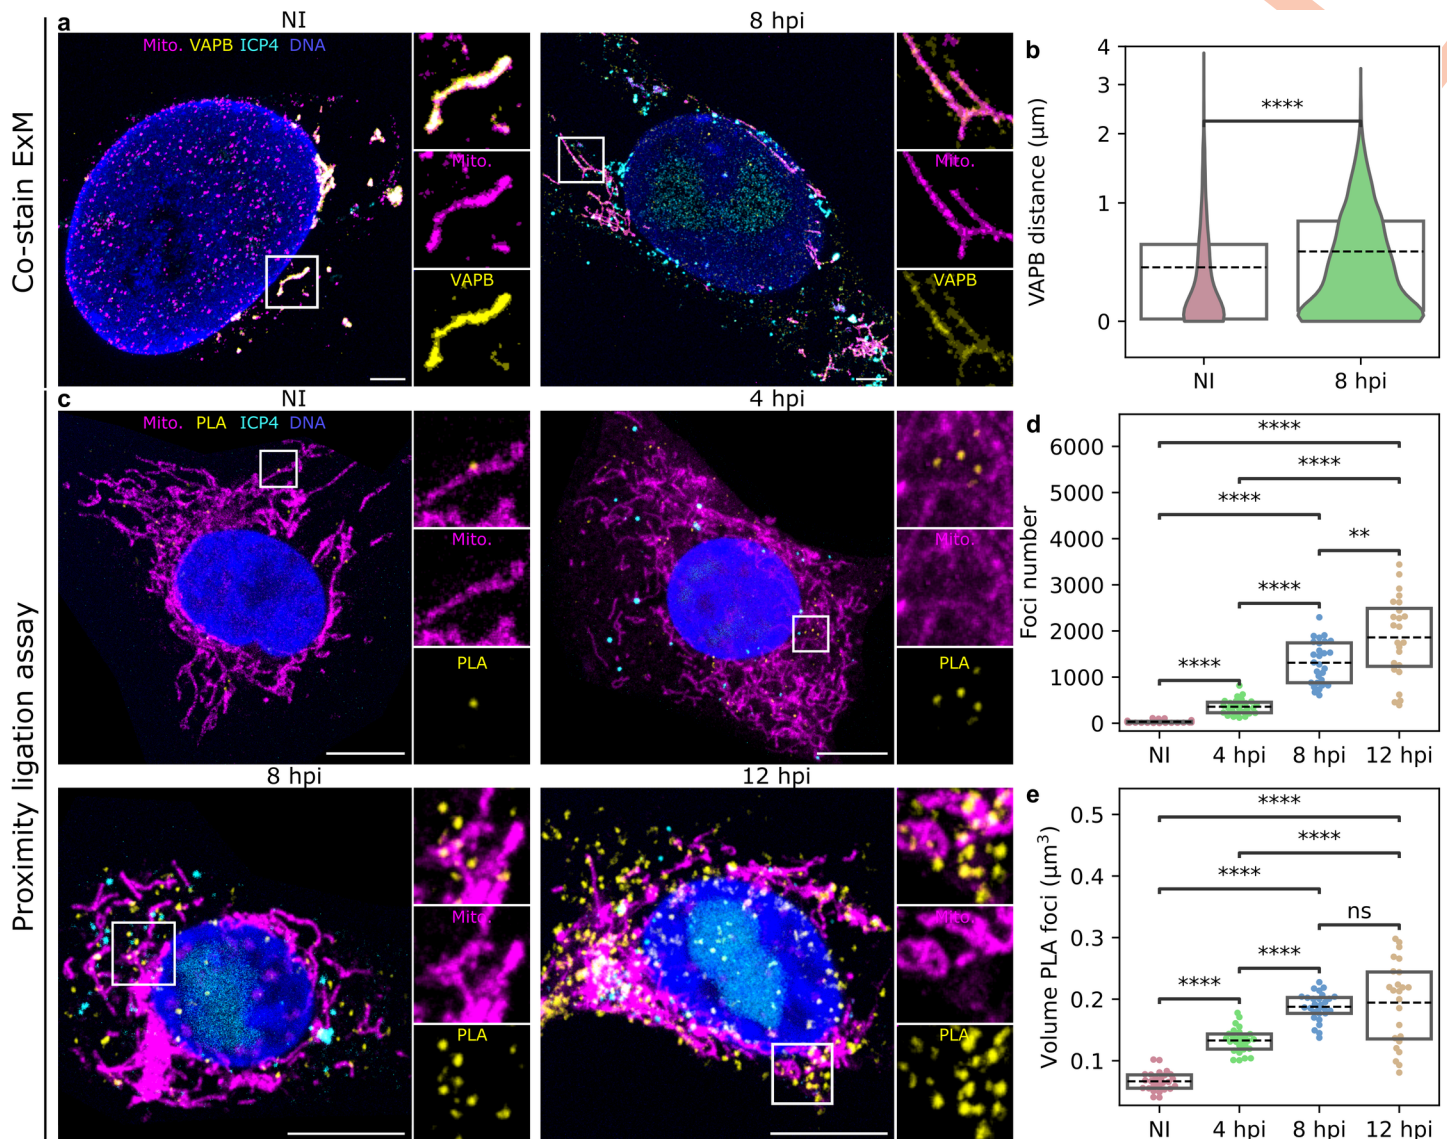 a
NI
8 hpi
Co-stain ExM
Mito. VAPB ICP4 DNA
Mito.
VAPB
Mito.
VAPB
b
VAPB distance (μm)
4
3
2
1
0
****
NI
8 hpi
Proximity ligation assay
c
NI
4 hpi
Mito. PLA ICP4 DNA
Mito.
PLA
Mito.
PLA
8 hpi
12 hpi
Mito.
PLA
Mito.
PLA
d
Foci number
6000
5000
4000
3000
2000
1000
0
****
****
****
**
****
****
NI
4 hpi
8 hpi
12 hpi
e
Volume PLA foci (μm³)
0.5
0.4
0.3
0.2
0.1
****
****
****
ns
****
****
NI
4 hpi
8 hpi
12 hpi